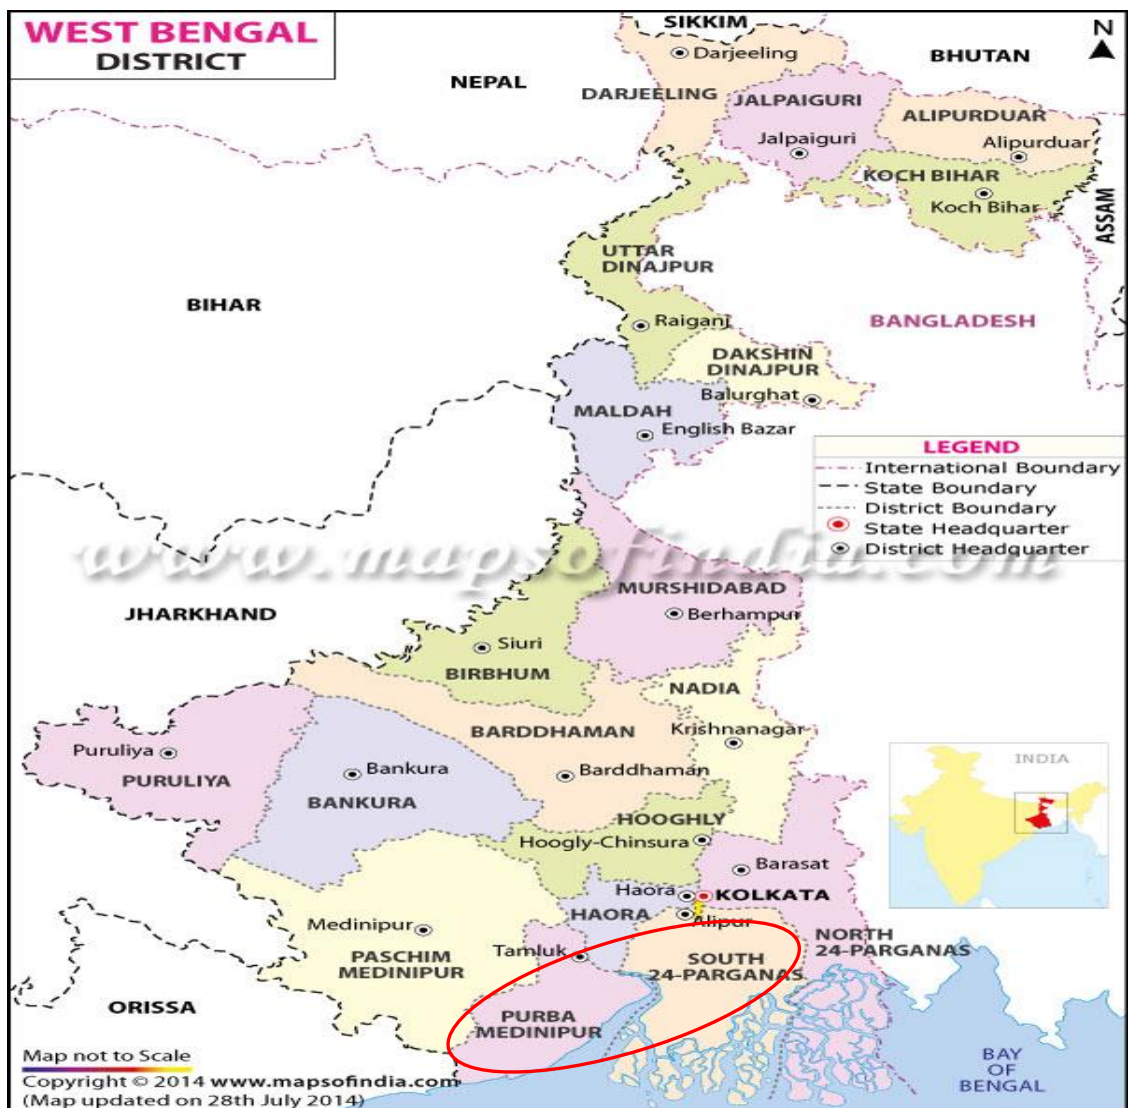 WEST BENGAL
DISTRICT
SIKKIM
N
Darjeeling
BHUTAN
NEPAL
DARJEELING
JALPAIGURI
ALIPURDUAR
Jalpaiguri
Alipurduar
KOCH BIHAR
Koch Bihar
ASSAM
UTTAR
DINAJPUR
BIHAR
Raiganj
BANGLADESH
DAKSHIN
DINAJPUR
Balurghat
MALDAH
English Bazar
LEGEND
International Boundary
State Boundary
District Boundary
State Headquarter
District Headquarter
www.mapsofindia.com
MURSHIDABAD
JHARKHAND
Berhampur
Siuri
BIRBHUM
NADIA
BARDDHAMAN
Krishnanagar
Puruliya
PURULIYA
Bankura
Barddhaman
BANKURA
INDIA
HOOGHLY
Hoogly-Chinsura
Barasat
Haora
KOLKATA
HAORA
Alipur
Medinipur
NORTH
24-PARGANAS
Tamluk
PASCHIM
MEDINIPUR
SOUTH
24-PARGANAS
ORISSA
PURBA
MEDINIPUR
BAY
OF
BENGAL
Map not to Scale
Copyright © 2014 www.mapsofindia.com
(Map updated on 28th July 2014)